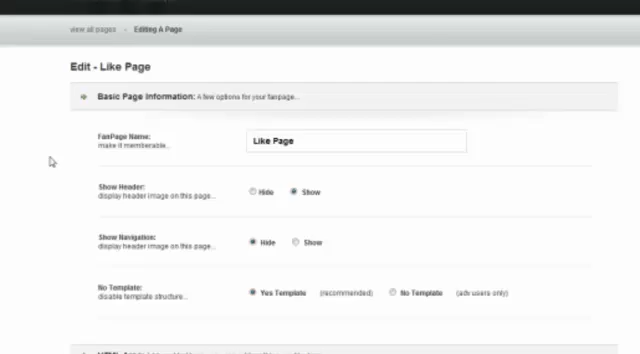 view all pages - Editing A Page
Edit - Like Page
Basic Page Information: A few options for your fanpage...
FanPage Name:
make it memberable...
Like Page
Show Header:
display header image on this page...
Hide Show
Show Navigation:
display header image on this page...
Hide Show
No Template:
disable template structure...
Yes Template (recommended) No Template (adv users only)